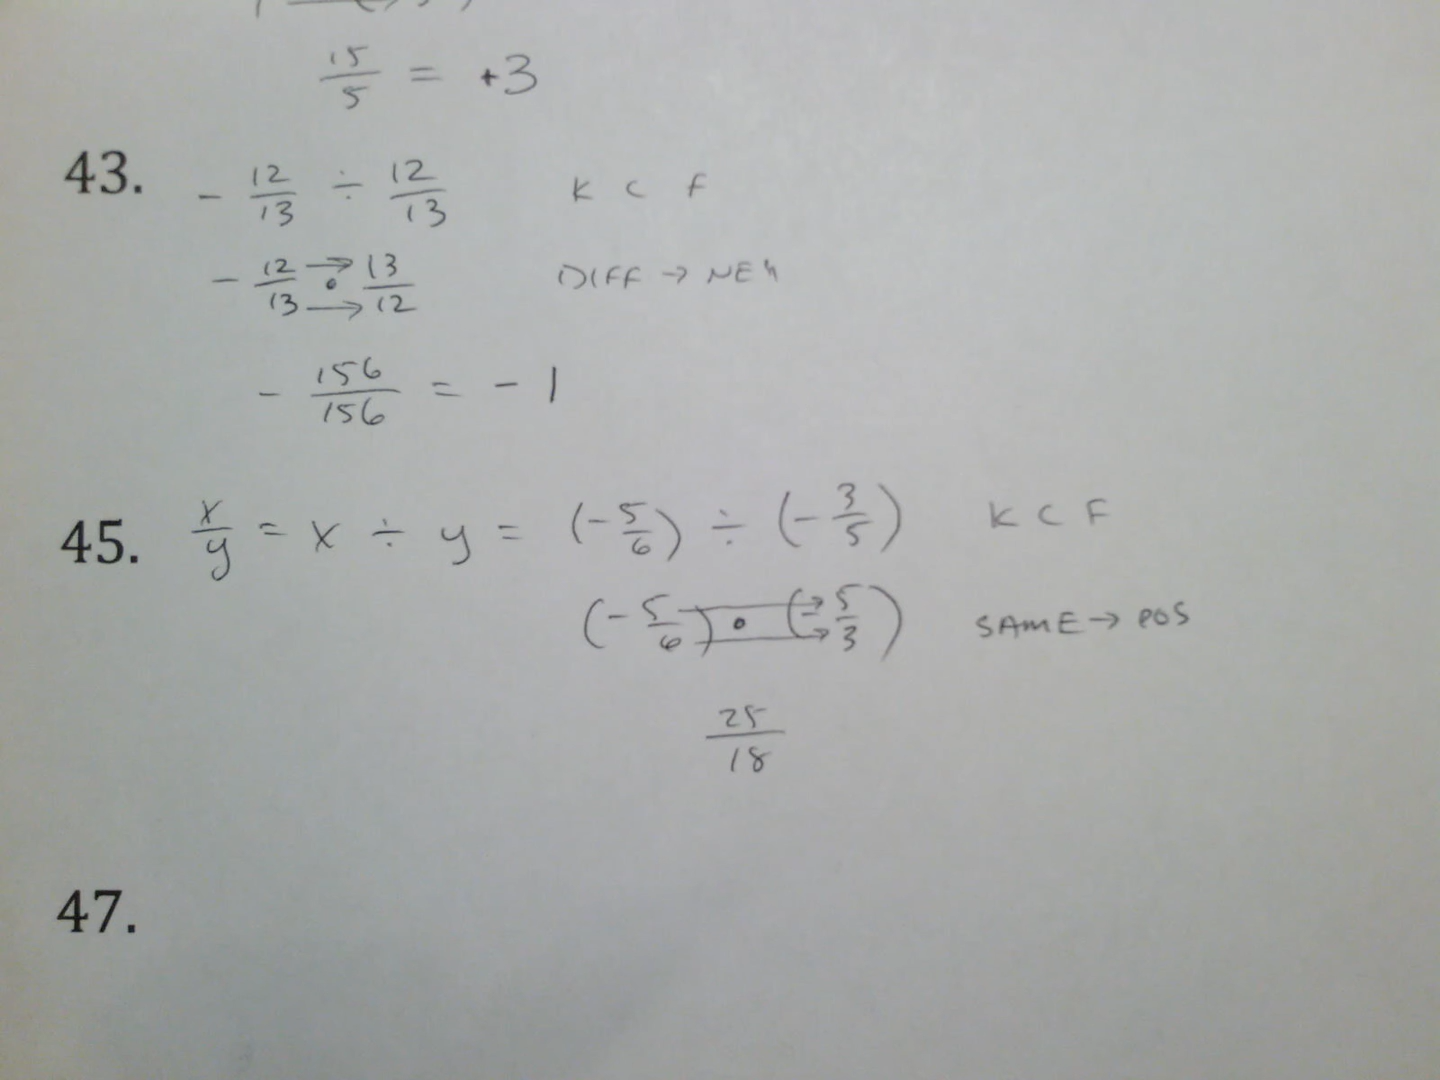 15/5 = +3
43. - 12/13 ÷ 12/13 K C F
- 12/13 • 13/12 DIFF → NEG
- 156/156 = - 1
45. x/y = x ÷ y = (- 5/6) ÷ (- 3/5) K C F
(- 5/6) • (- 5/3) SAME → POS
25/18
47.